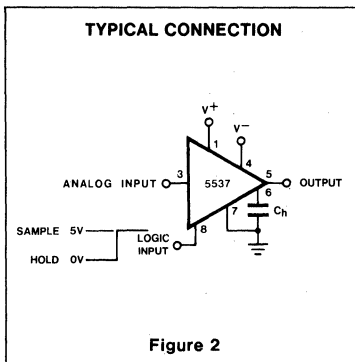 TYPICAL CONNECTION
V+
V−
1
4
ANALOG INPUT
3
5537
5
OUTPUT
6
7
Ch
8
SAMPLE 5V
HOLD 0V
LOGIC
INPUT
Figure 2